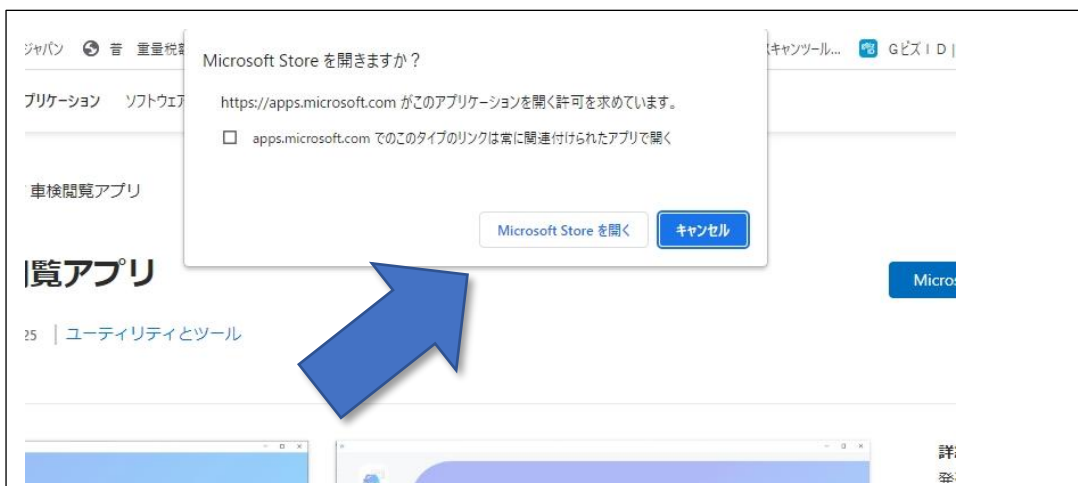 ジャパン 昔 重量税
キャンツール... GビズID |
プリケーション ソフトウェア
Microsoft Store を開きますか？
https://apps.microsoft.com がこのアプリケーションを開く許可を求めています。
apps.microsoft.com でのこのタイプのリンクは常に関連付けられたアプリで開く
Microsoft Store を開く キャンセル
車検閲覧アプリ
覧アプリ
Micros
25 | ユーティリティとツール
詳
発